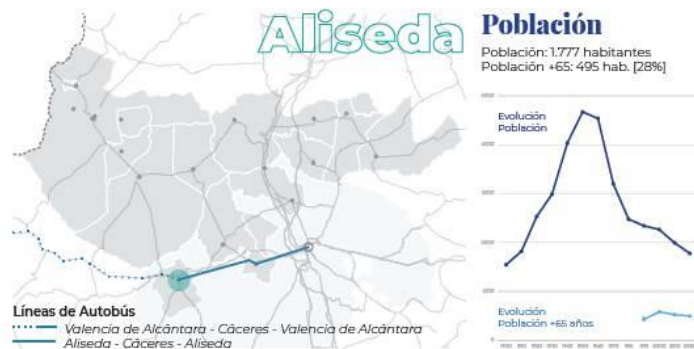 Aliseda
Población
Población: 1.777 habitantes
Población +65: 495 hab. [28%]
Evolución
Población
Evolución
Población +65 años
Líneas de Autobús
Valencia de Alcántara - Cáceres - Valencia de Alcántara
Aliseda - Cáceres - Aliseda